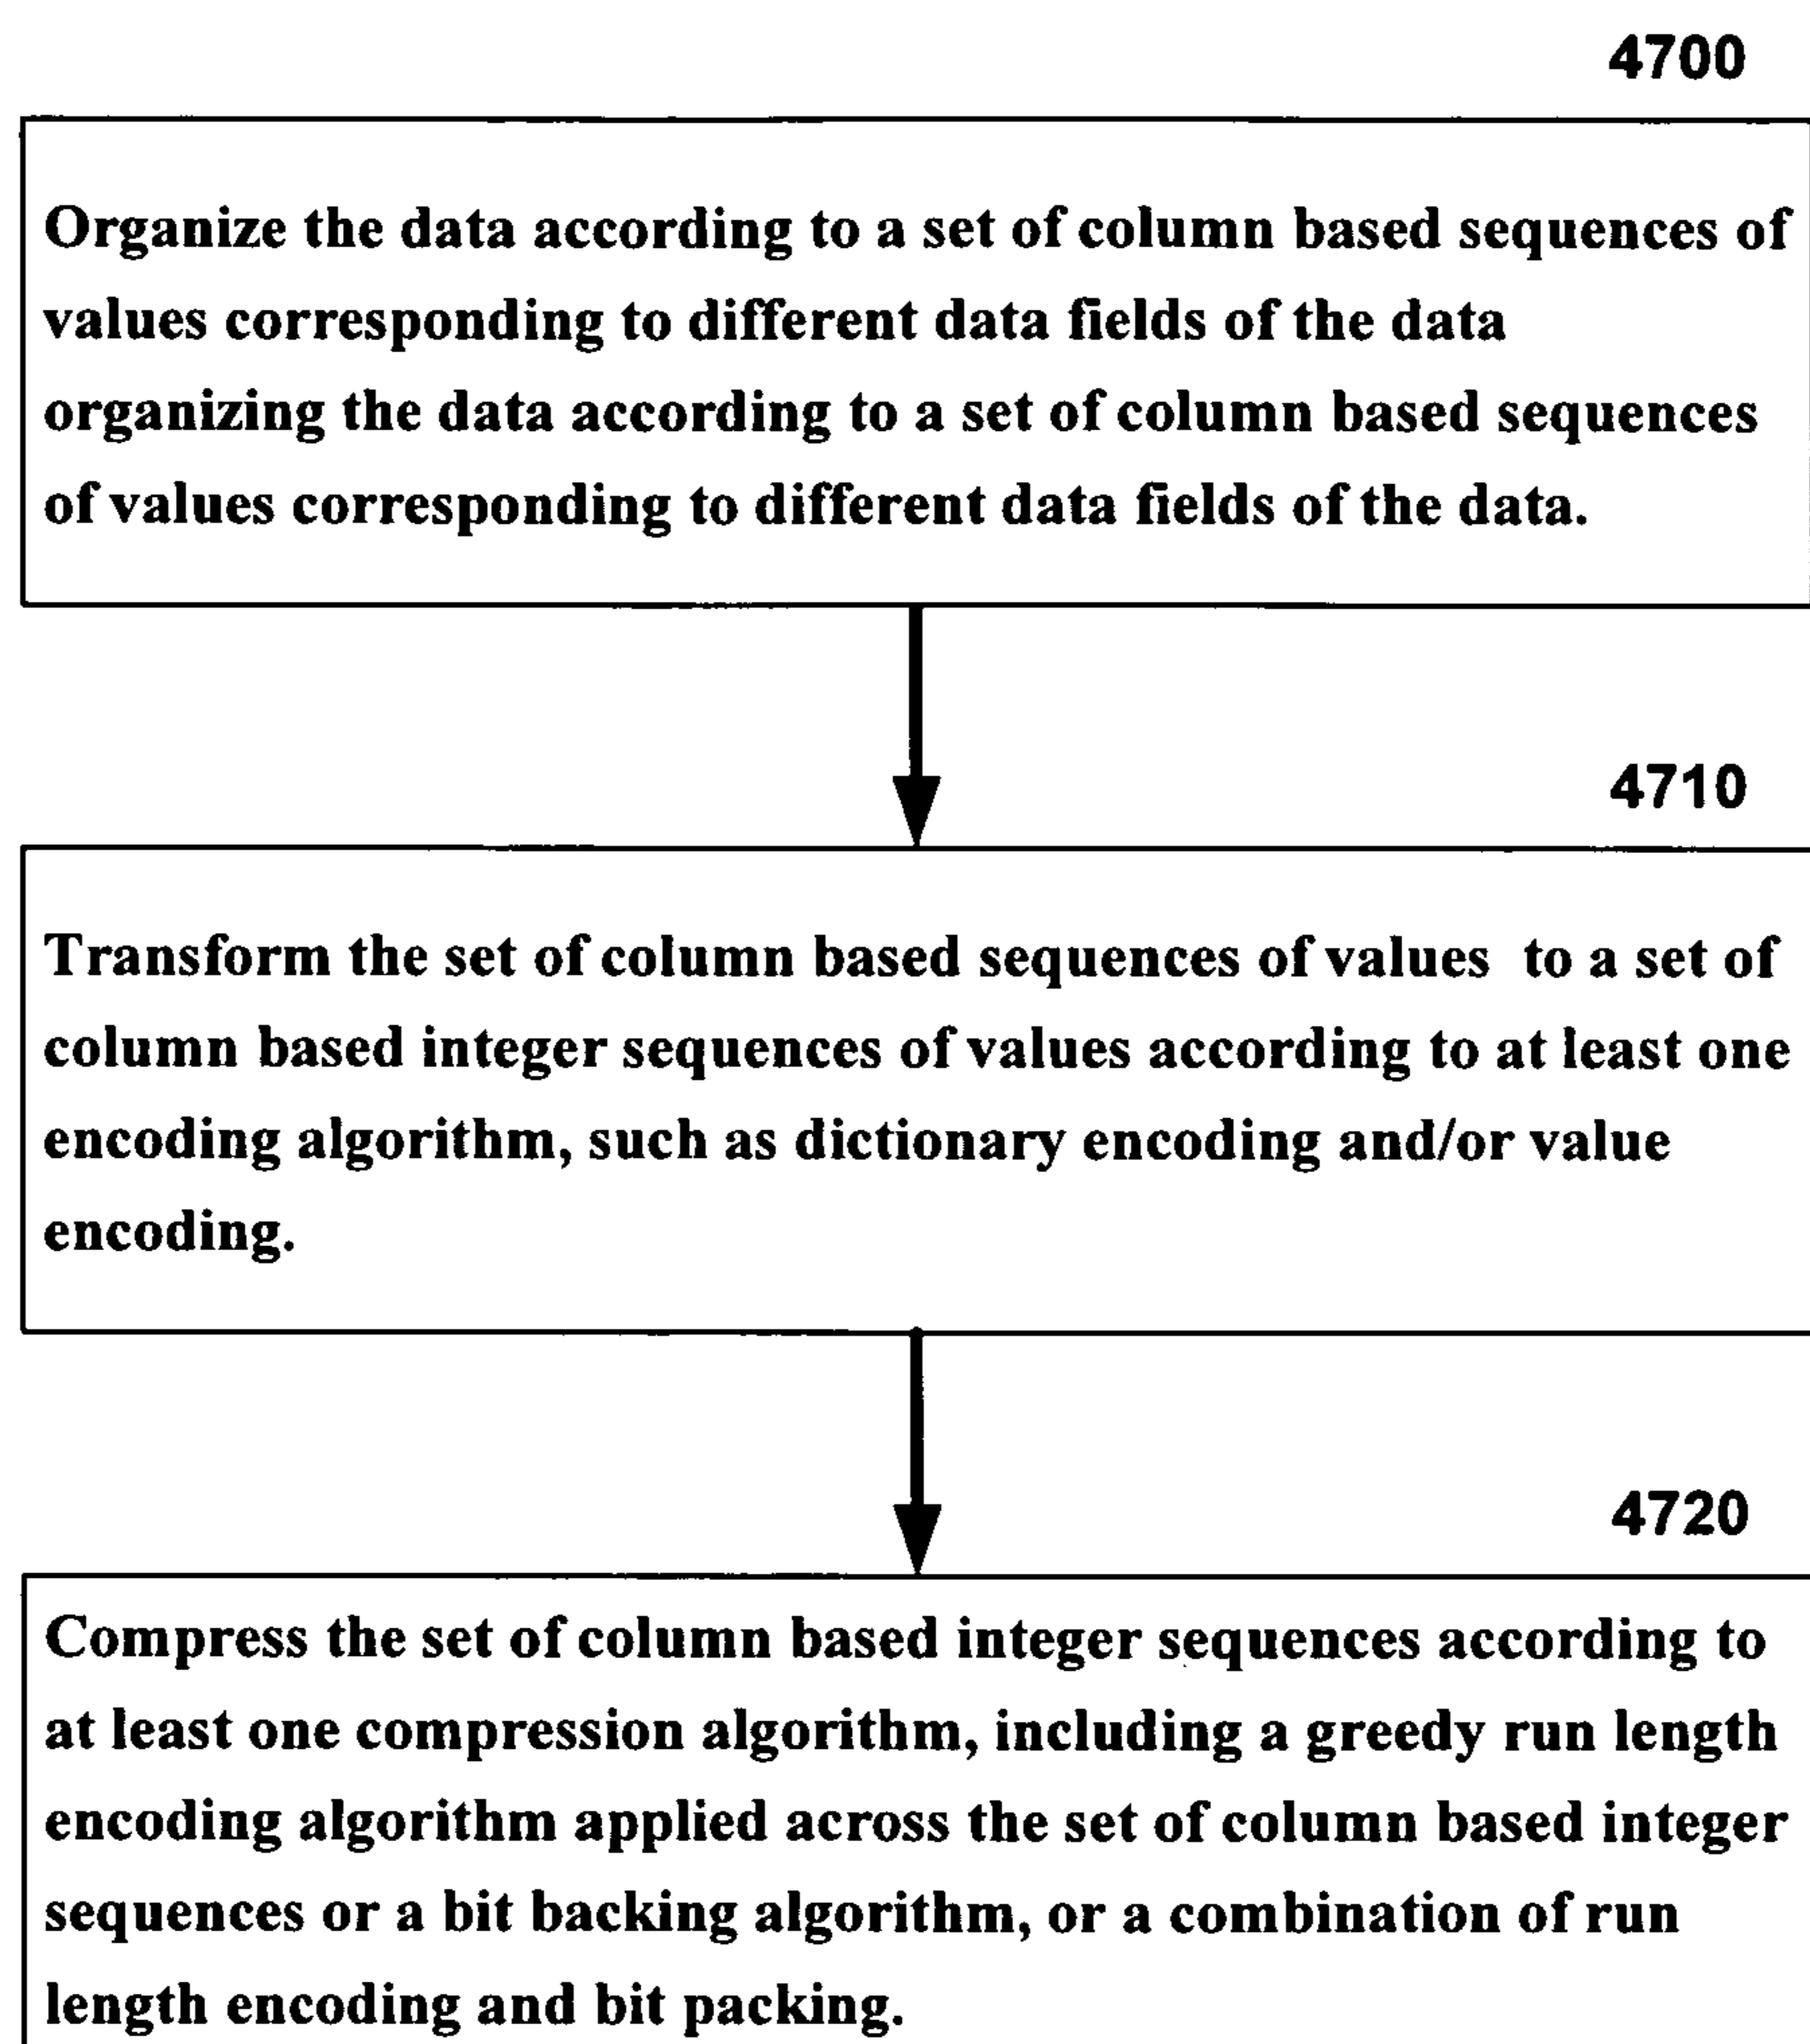 4700
Organize the data according to a set of column based sequences of
values corresponding to different data fields of the data
organizing the data according to a set of column based sequences
of values corresponding to different data fields of the data.
4710
Transform the set of column based sequences of values to a set of
column based integer sequences of values according to at least one
encoding algorithm, such as dictionary encoding and/or value
encoding.
4720
Compress the set of column based integer sequences according to
at least one compression algorithm, including a greedy run length
encoding algorithm applied across the set of column based integer
sequences or a bit backing algorithm, or a combination of run
length encoding and bit packing.